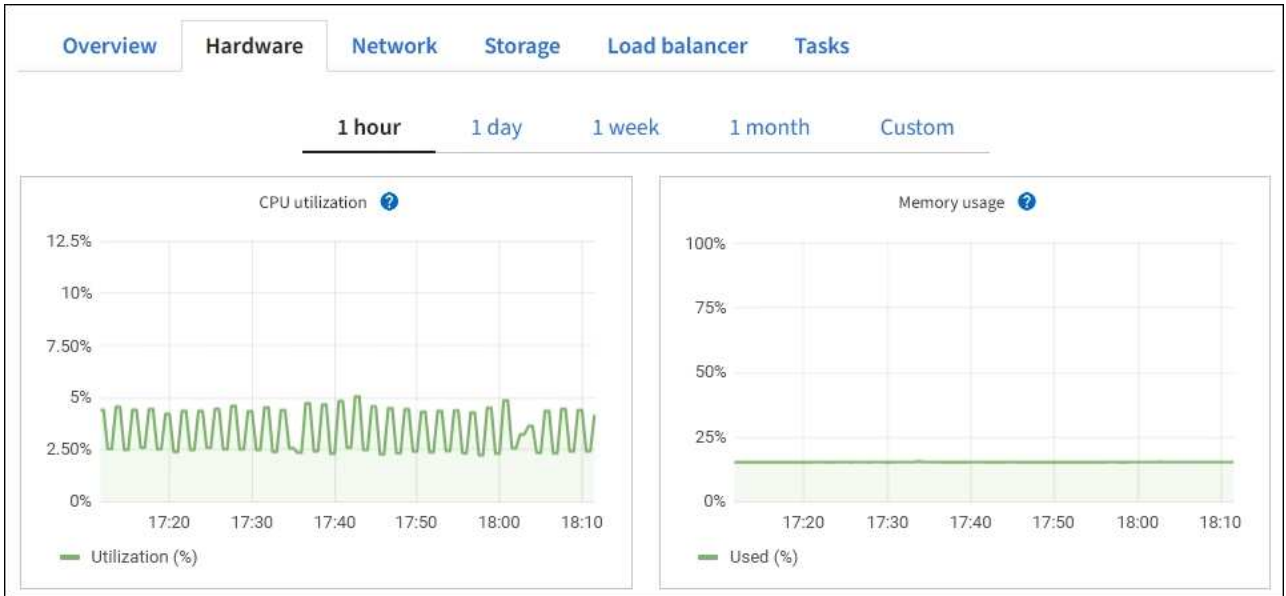 Overview Hardware Network Storage Load balancer Tasks
1 hour 1 day 1 week 1 month Custom
CPU utilization ?
12.5%
10%
7.50%
5%
2.50%
0%
17:20 17:30 17:40 17:50 18:00 18:10
Utilization (%)
Memory usage ?
100%
75%
50%
25%
0%
17:20 17:30 17:40 17:50 18:00 18:10
Used (%)